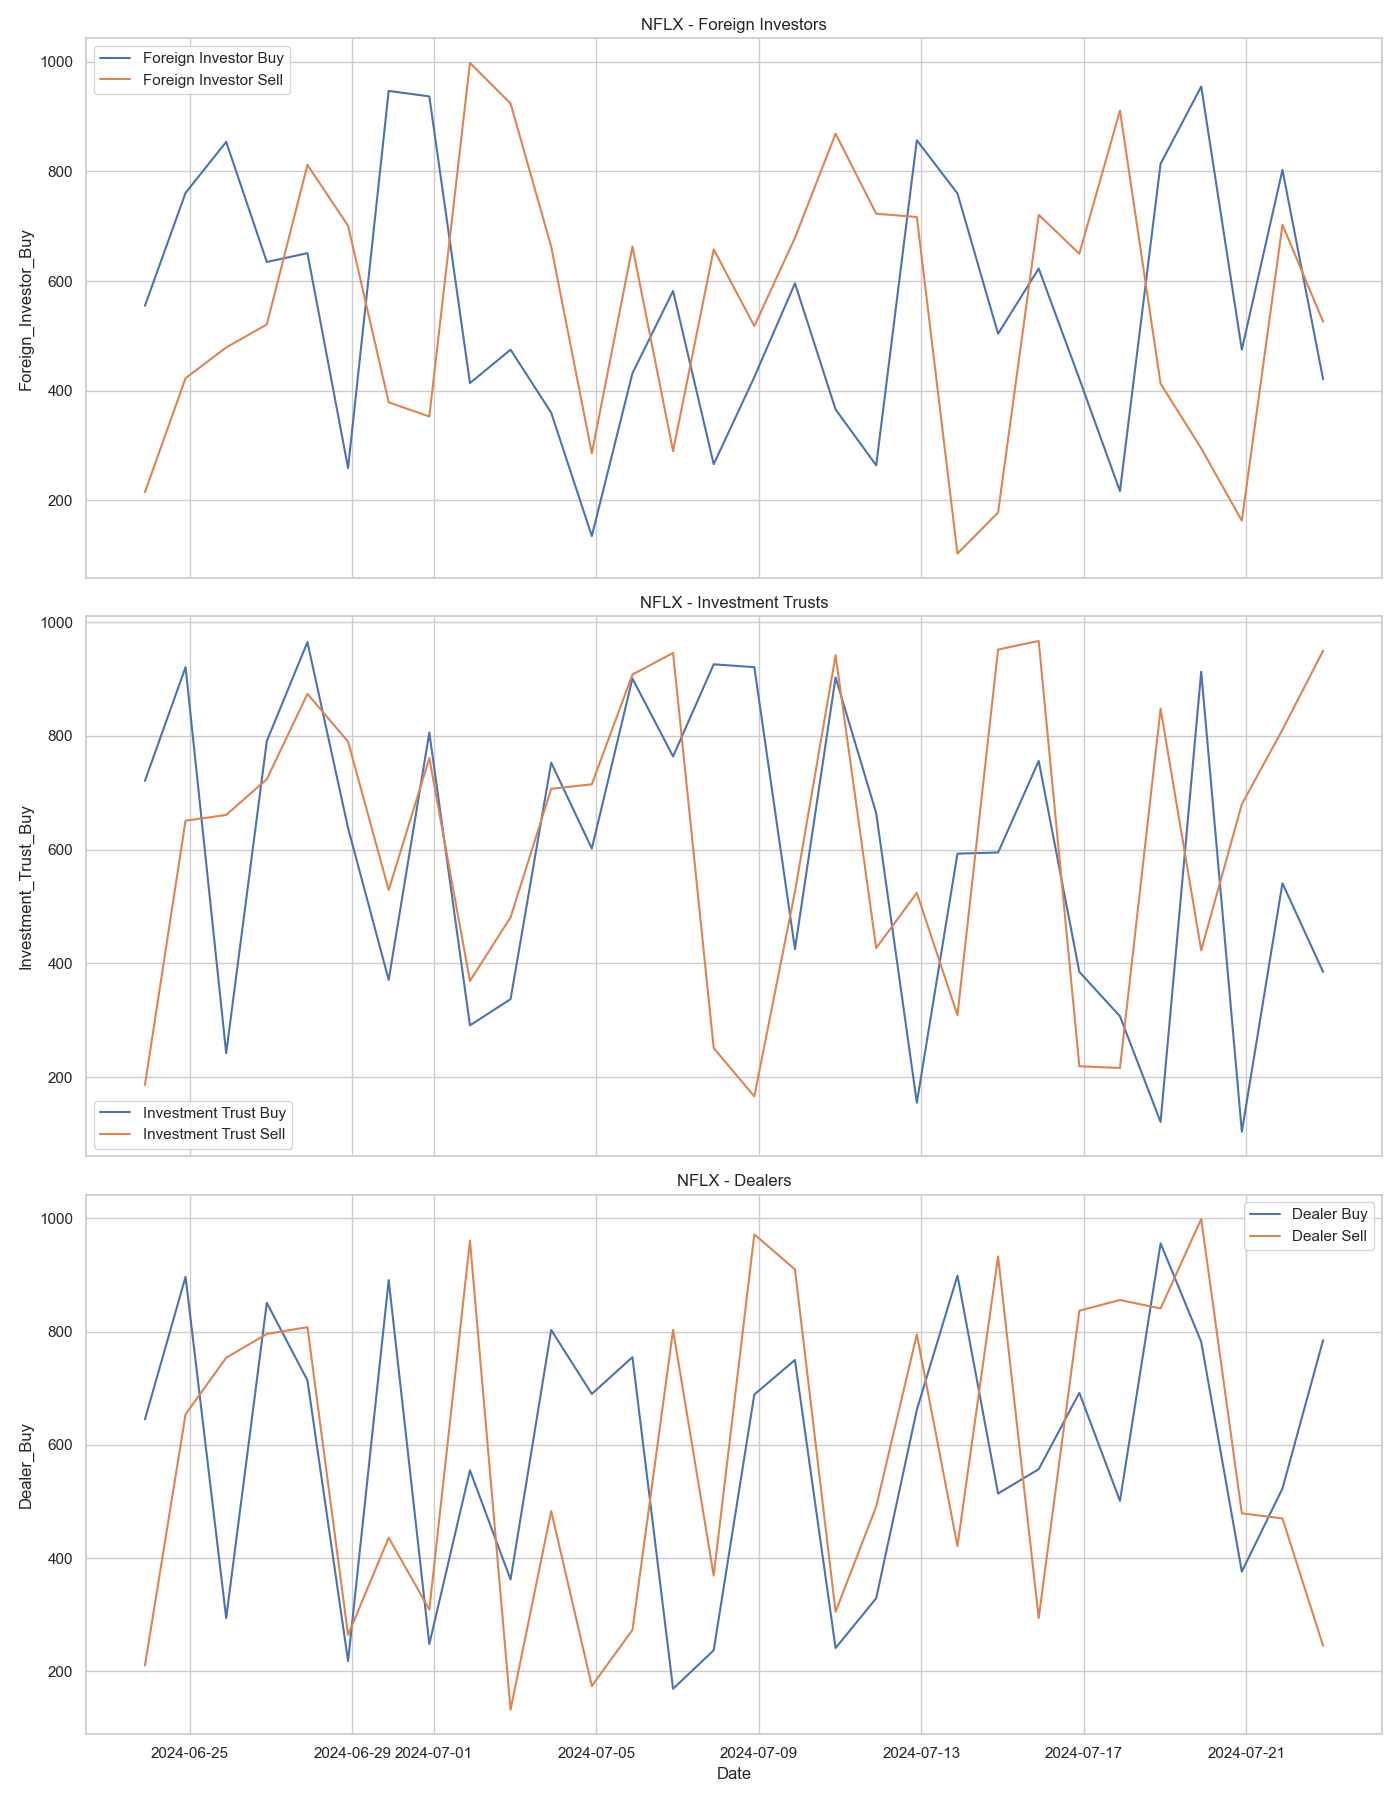 NFLX - Foreign Investors
Foreign Investor Buy
Foreign Investor Sell
Foreign_Investor_Buy
1000
800
600
400
200
NFLX - Investment Trusts
Investment Trust Buy
Investment Trust Sell
Investment_Trust_Buy
1000
800
600
400
200
NFLX - Dealers
Dealer Buy
Dealer Sell
Dealer_Buy
1000
800
600
400
200
2024-06-25 2024-06-29 2024-07-01 2024-07-05 2024-07-09 2024-07-13 2024-07-17 2024-07-21
Date